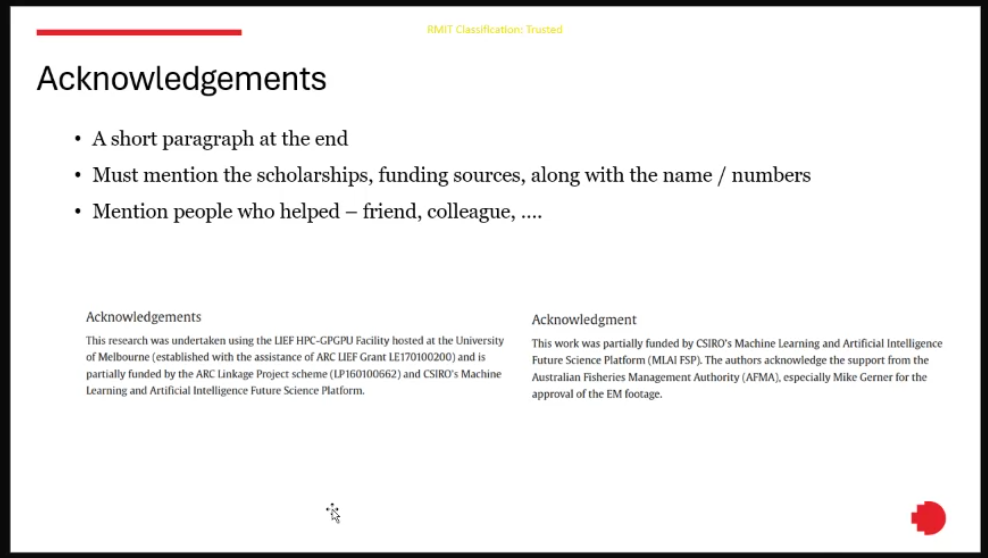 RMIT Classification: Trusted
Acknowledgements
• A short paragraph at the end
• Must mention the scholarships, funding sources, along with the name / numbers
• Mention people who helped – friend, colleague, ....
Acknowledgements
This research was undertaken using the LIEF HPC-GPGPU Facility hosted at the University
of Melbourne (established with the assistance of ARC LIEF Grant LE170100200) and is
partially funded by the ARC Linkage Project scheme (LP160100662) and CSIRO's Machine
Learning and Artificial Intelligence Future Science Platform.
Acknowledgment
This work was partially funded by CSIRO's Machine Learning and Artificial Intelligence
Future Science Platform (MLAI FSP). The authors acknowledge the support from the
Australian Fisheries Management Authority (AFMA), especially Mike Gerner for the
approval of the EM footage.